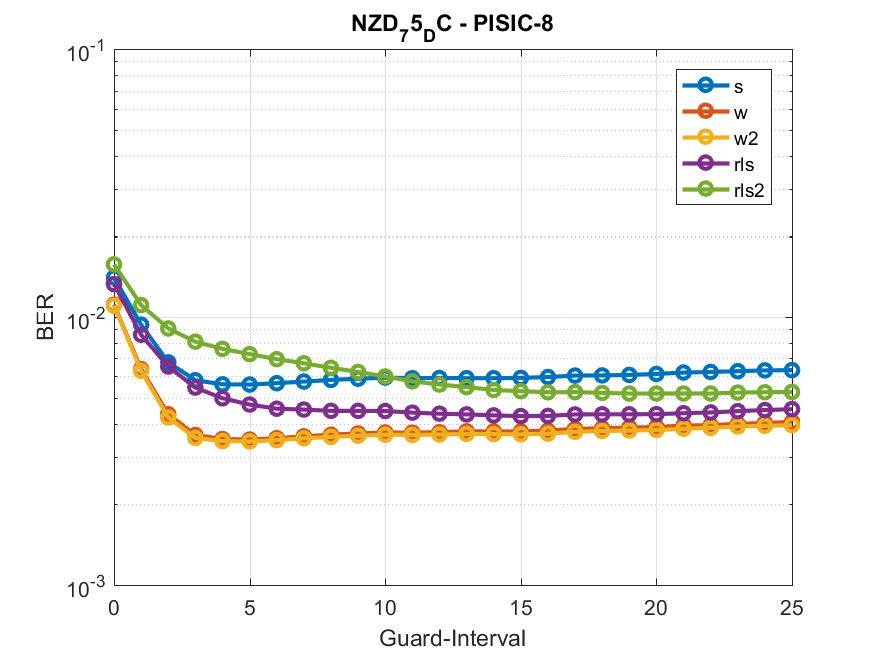 NZD₇5_DC - PISIC-8
10⁻¹
s
w
w2
rls
rls2
BER
10⁻²
10⁻³
0 5 10 15 20 25
Guard-Interval